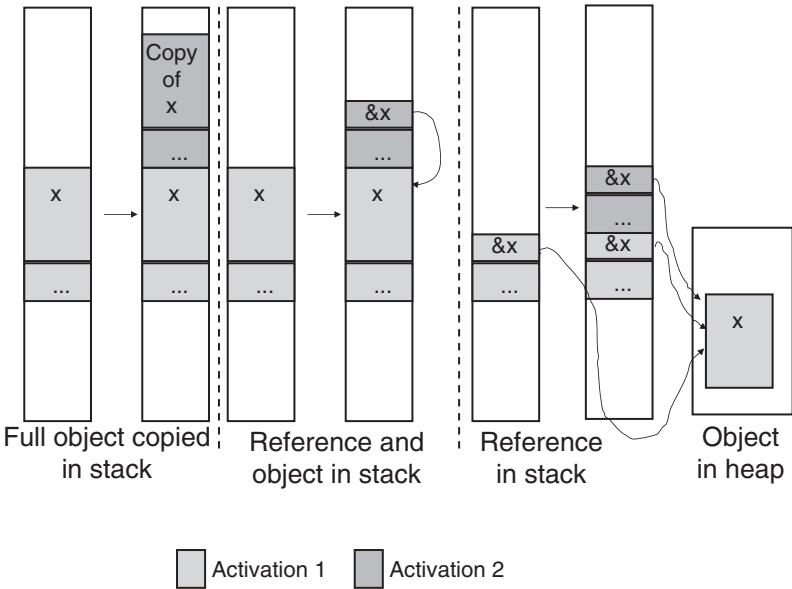 Copy
of
x
...
x
...
x
...
x
...
&x
...
x
...
&x
...
&x
...
&x
...
x
Full object copied
in stack
Reference and
object in stack
Reference
in stack
Object
in heap
Activation 1
Activation 2